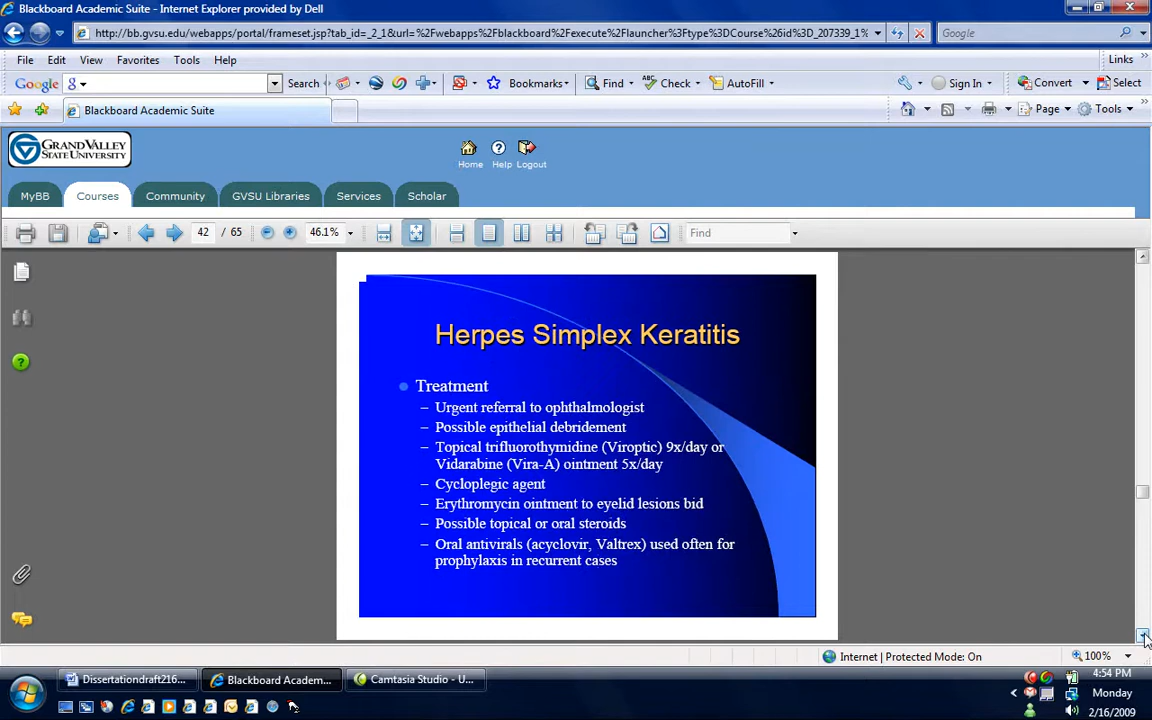 Blackboard Academic Suite - Internet Explorer provided by Dell
http://bb.gvsu.edu/webapps/portal/frameset.jsp?tab_id=_2_1&url=%2Fwebapps%2Fblackboard%2Fexecute%2Flauncher%3Ftype%3DCourse%26id%3D_207339_1%
Google
File Edit View Favorites Tools Help
Links
Google
Search
Bookmarks
Find
Check
AutoFill
Sign In
Convert
Select
Blackboard Academic Suite
Page
Tools
GRAND VALLEY
STATE UNIVERSITY
Home Help Logout
MyBB Courses Community GVSU Libraries Services Scholar
42 / 65
46.1%
Find
Herpes Simplex Keratitis
Treatment
– Urgent referral to ophthalmologist
– Possible epithelial debridement
– Topical trifluorothymidine (Viroptic) 9x/day or
Vidarabine (Vira-A) ointment 5x/day
– Cycloplegic agent
– Erythromycin ointment to eyelid lesions bid
– Possible topical or oral steroids
– Oral antivirals (acyclovir, Valtrex) used often for
prophylaxis in recurrent cases
Internet | Protected Mode: On
100%
Dissertationdraft216...
Blackboard Academ...
Camtasia Studio - U...
4:54 PM
Monday
2/16/2009